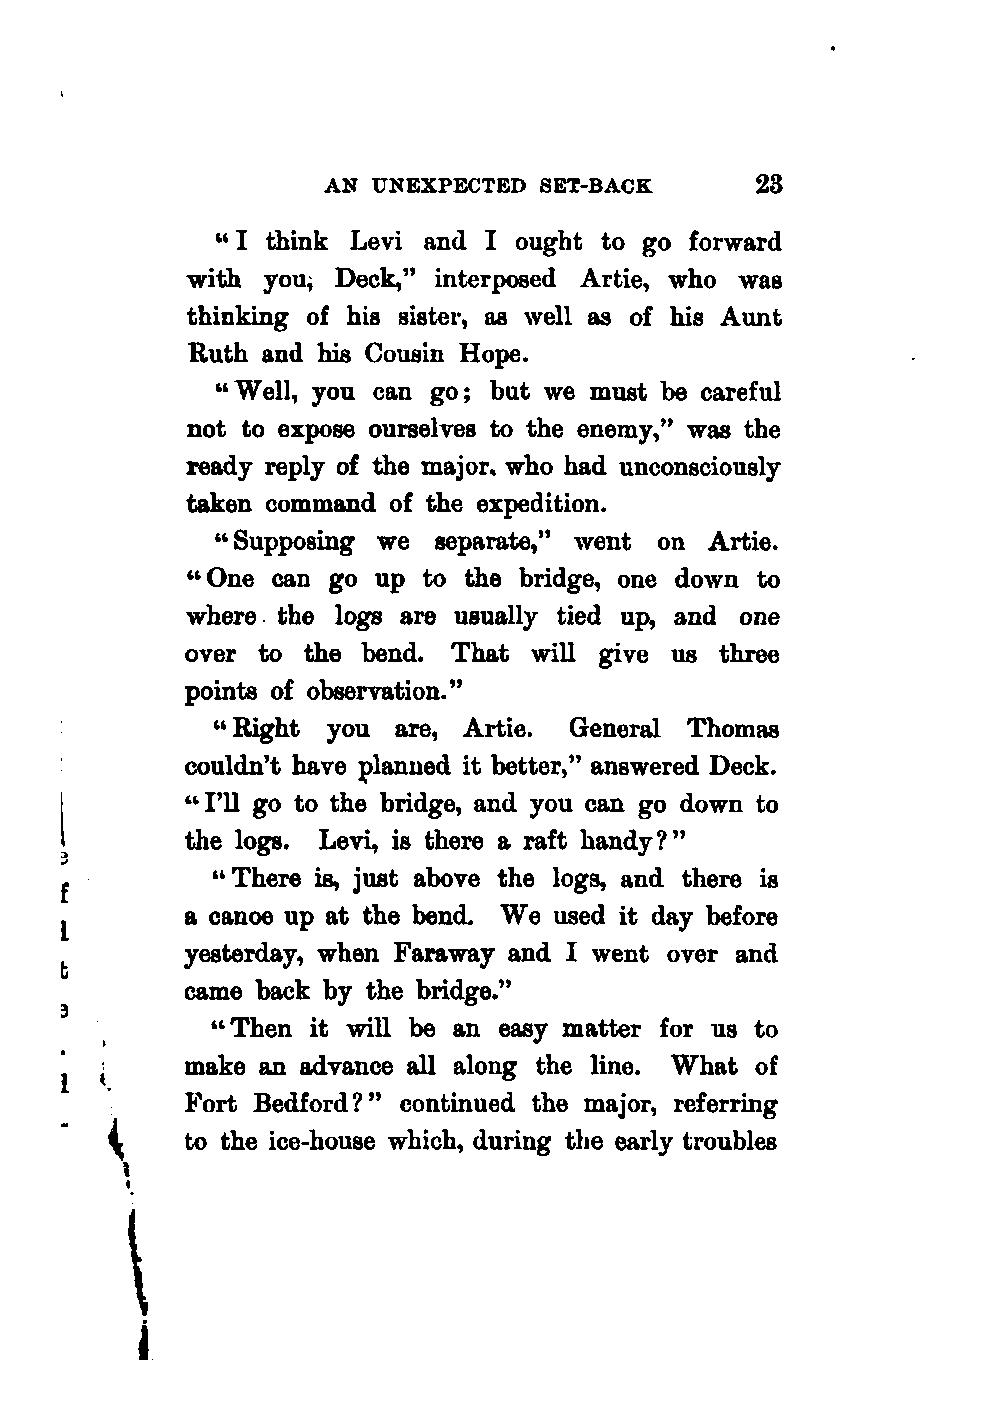 AN UNEXPECTED SET-BACK 23
“I think Levi and I ought to go forward
with you, Deck,” interposed Artie, who was
thinking of his sister, as well as of his Aunt
Ruth and his Cousin Hope.
“Well, you can go; but we must be careful
not to expose ourselves to the enemy,” was the
ready reply of the major, who had unconsciously
taken command of the expedition.
“Supposing we separate,” went on Artie.
“One can go up to the bridge, one down to
where the logs are usually tied up, and one
over to the bend. That will give us three
points of observation.”
“Right you are, Artie. General Thomas
couldn’t have planned it better,” answered Deck.
“I’ll go to the bridge, and you can go down to
the logs. Levi, is there a raft handy?”
“There is, just above the logs, and there is
a canoe up at the bend. We used it day before
yesterday, when Faraway and I went over and
came back by the bridge.”
“Then it will be an easy matter for us to
make an advance all along the line. What of
Fort Bedford?” continued the major, referring
to the ice-house which, during the early troubles